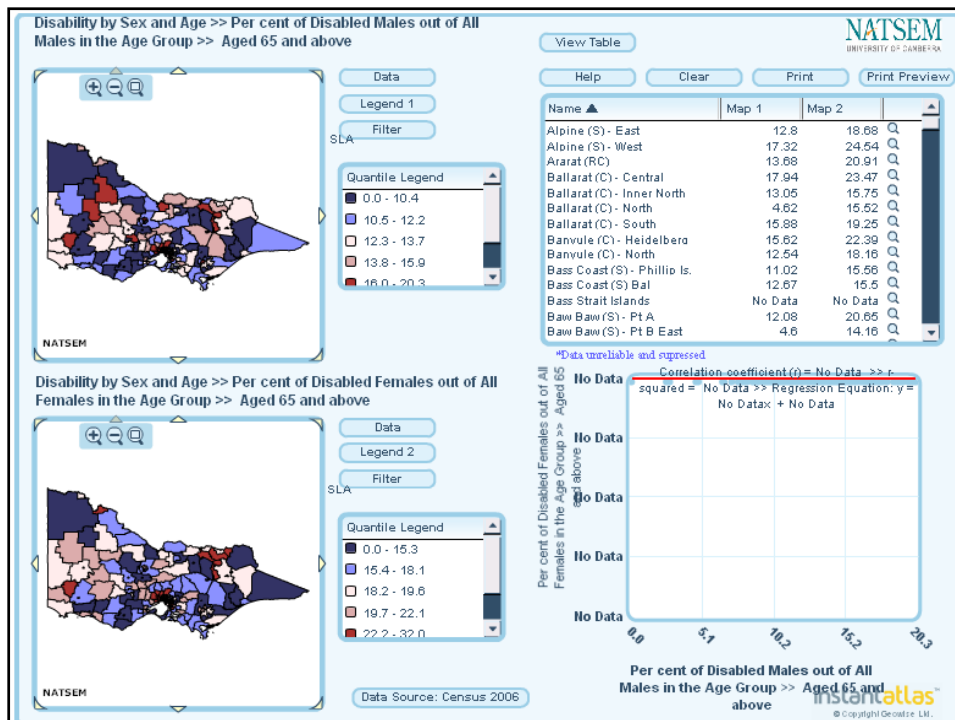 Disability by Sex and Age >> Per cent of Disabled Males out of All
Males in the Age Group >> Aged 65 and above
NATSEM
UNIVERSITY OF CANBERRA
View Table
Data
Help
Clear
Print
Print Preview
Legend 1
Filter
SLA
Quantile Legend
0.0 - 10.4
10.5 - 12.2
12.3 - 13.7
13.8 - 15.9
16.0 - 20.3
NATSEM
Name Map 1 Map 2
Alpine (S) - East 12.8 18.68
Alpine (S) - West 17.32 24.54
Ararat (RC) 13.68 20.91
Ballarat (C) - Central 17.94 23.47
Ballarat (C) - Inner North 13.05 15.75
Ballarat (C) - North 4.62 15.52
Ballarat (C) - South 15.88 19.25
Banyule (C) - Heidelberg 15.62 22.39
Banyule (C) - North 12.54 18.16
Bass Coast (S) - Phillip Is. 11.02 15.56
Bass Coast (S) Bal 12.67 15.5
Bass Strait Islands No Data No Data
Baw Baw (S) - Pt A 12.08 20.65
Baw Baw (S) - Pt B East 4.6 14.16
*Data unreliable and supressed
Disability by Sex and Age >> Per cent of Disabled Females out of All
Females in the Age Group >> Aged 65 and above
Data
Legend 2
Filter
SLA
Quantile Legend
0.0 - 15.3
15.4 - 18.1
18.2 - 19.6
19.7 - 22.1
22.2 - 32.0
NATSEM
Data Source: Census 2006
Correlation coefficient (r) = No Data >> r-
squared = No Data >> Regression Equation: y =
No Datax + No Data
Per cent of Disabled Females out of All
Females in the Age Group >> Aged 65
and above
No Data
No Data
No Data
No Data
No Data
0.0 5.1 10.2 15.2 20.3
Per cent of Disabled Males out of All
Males in the Age Group >> Aged 65 and
above
instantatlas™
© Copyright Geowise Ltd.